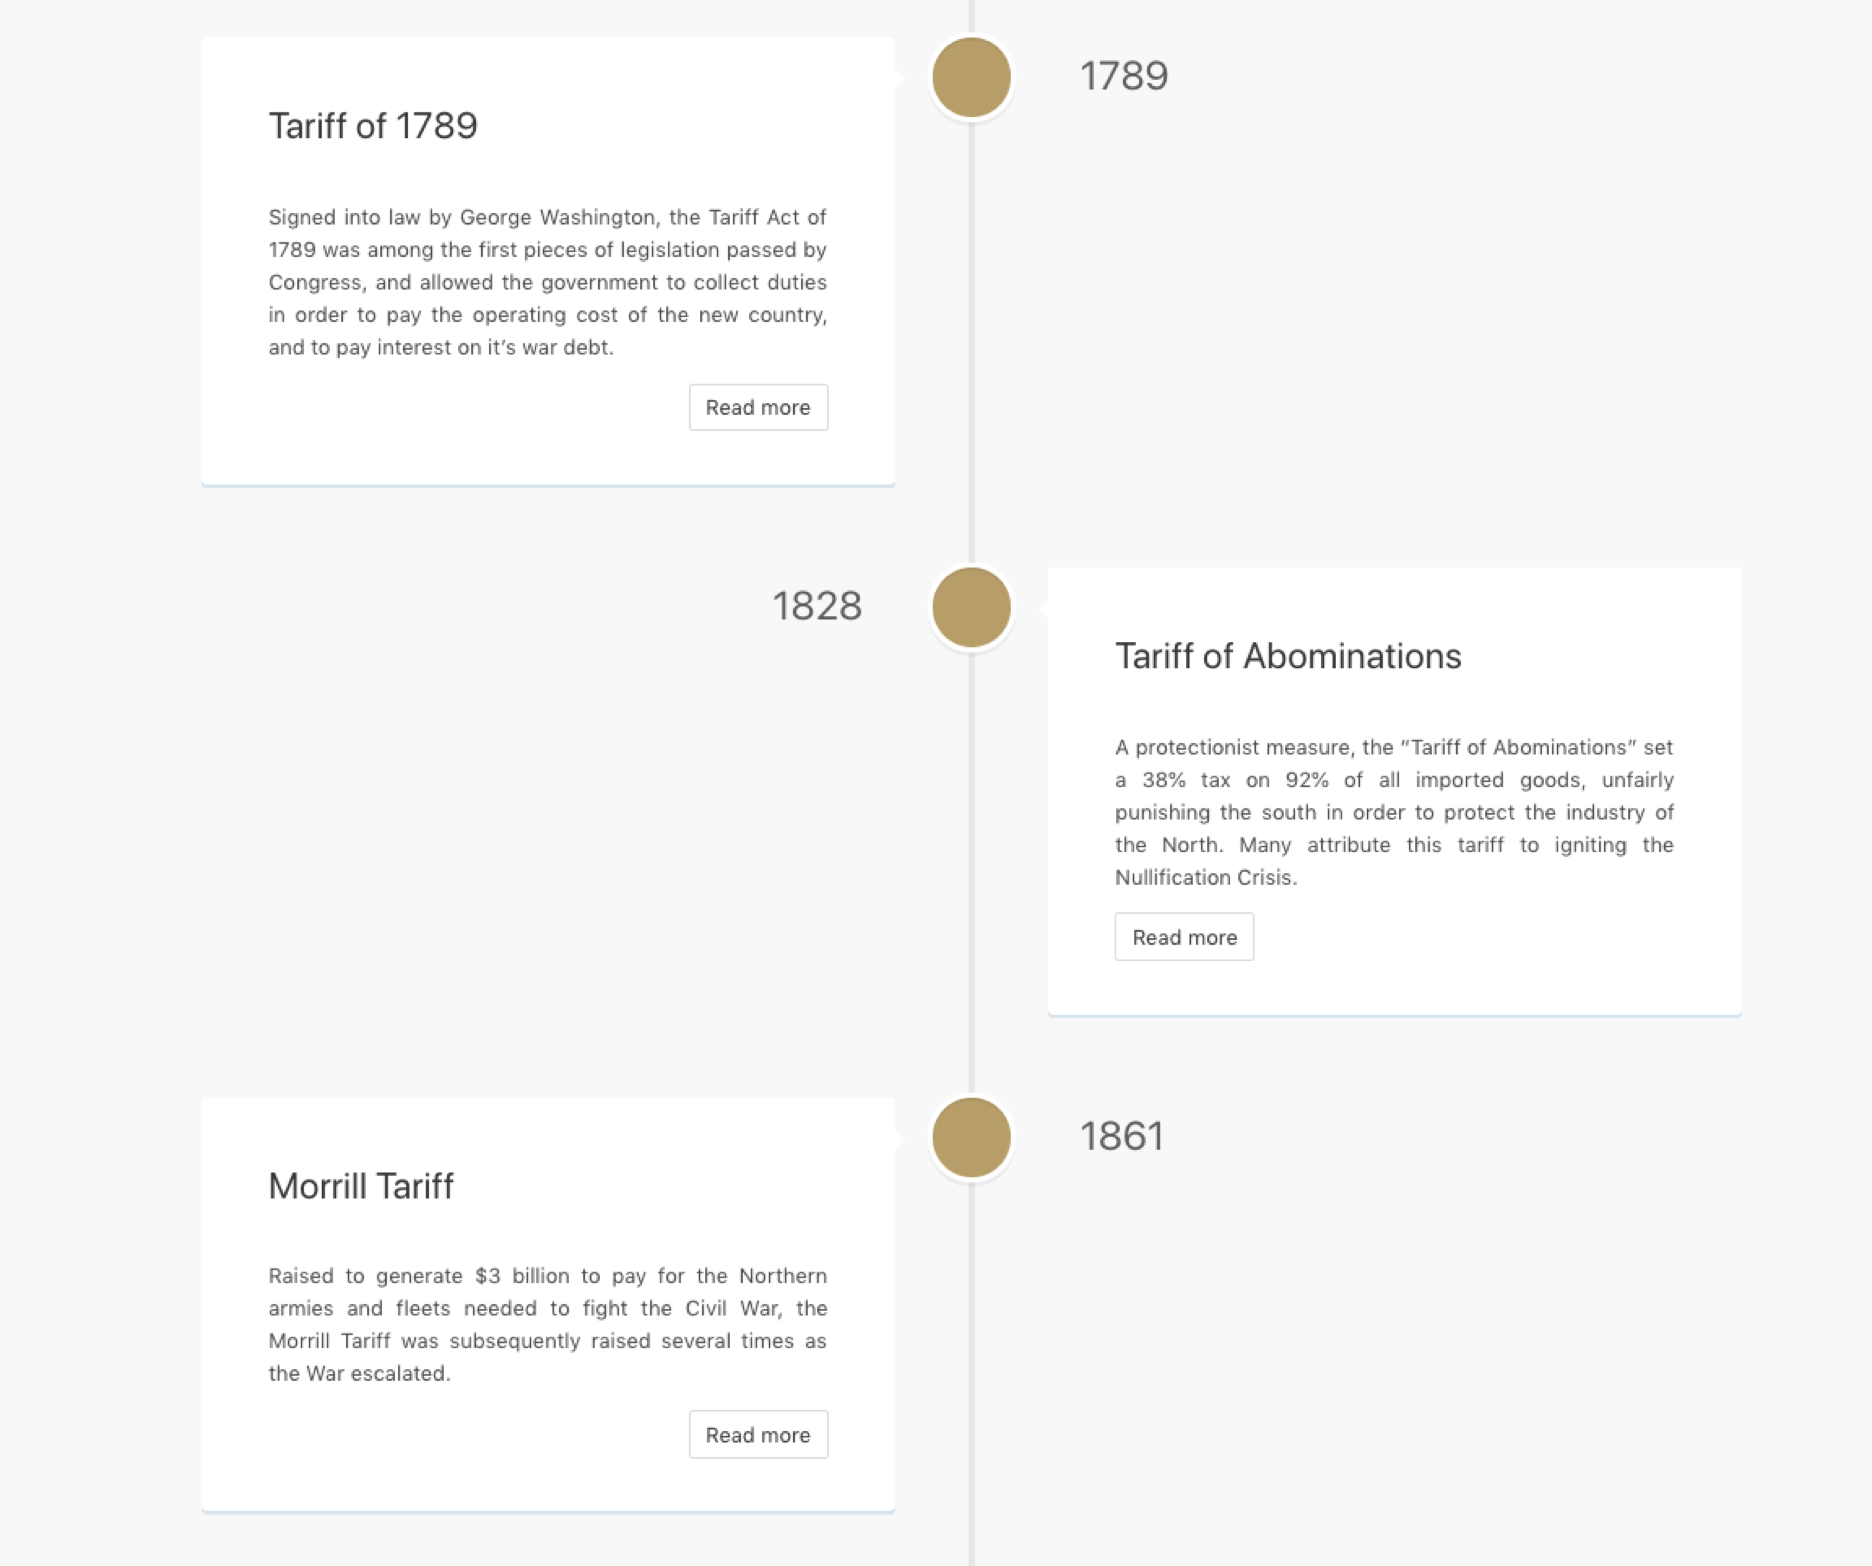 1789
Tariff of 1789
Signed into law by George Washington, the Tariff Act of
1789 was among the first pieces of legislation passed by
Congress, and allowed the government to collect duties
in order to pay the operating cost of the new country,
and to pay interest on it’s war debt.
Read more
1828
Tariff of Abominations
A protectionist measure, the “Tariff of Abominations” set
a 38% tax on 92% of all imported goods, unfairly
punishing the south in order to protect the industry of
the North. Many attribute this tariff to igniting the
Nullification Crisis.
Read more
1861
Morrill Tariff
Raised to generate $3 billion to pay for the Northern
armies and fleets needed to fight the Civil War, the
Morrill Tariff was subsequently raised several times as
the War escalated.
Read more